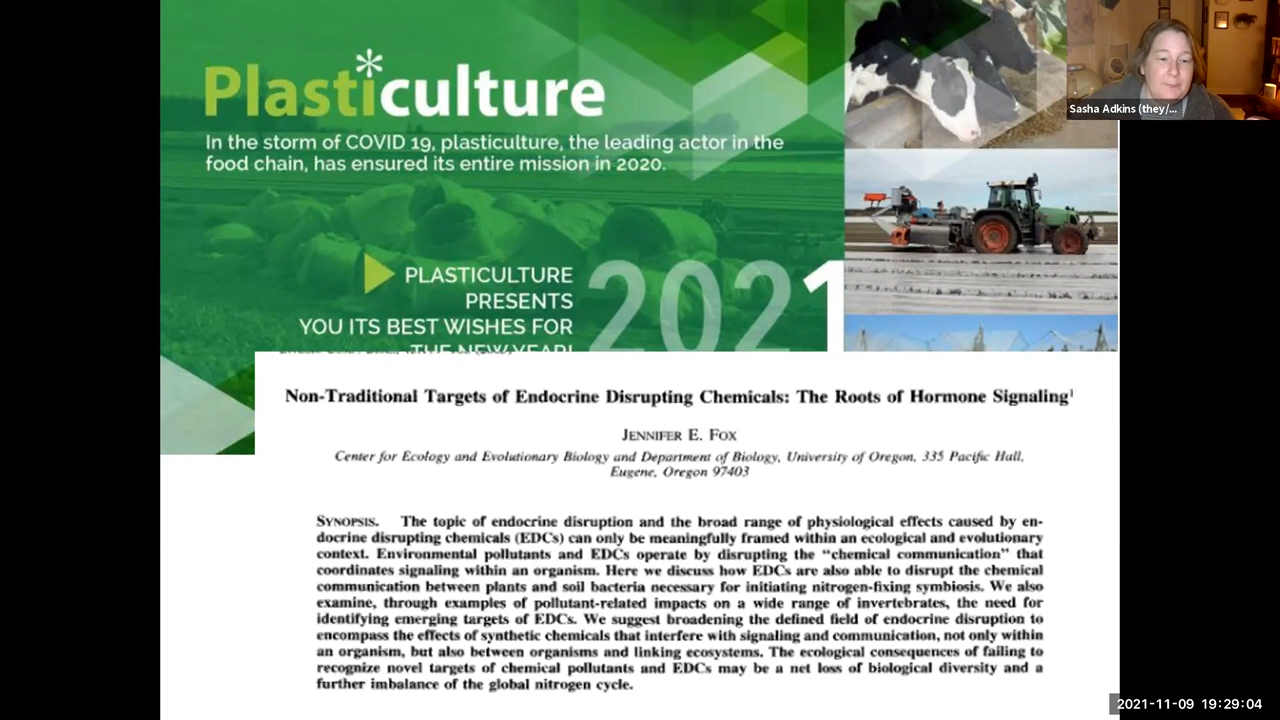 Plasticulture
In the storm of COVID 19, plasticulture, the leading actor in the
food chain, has ensured its entire mission in 2020.
PLASTICULTURE
PRESENTS
YOU ITS BEST WISHES FOR
THE NEW YEAR!
2021
Sasha Adkins (they/...
Non-Traditional Targets of Endocrine Disrupting Chemicals: The Roots of Hormone Signaling¹
JENNIFER E. FOX
Center for Ecology and Evolutionary Biology and Department of Biology, University of Oregon, 335 Pacific Hall,
Eugene, Oregon 97403
SYNOPSIS. The topic of endocrine disruption and the broad range of physiological effects caused by en-
docrine disrupting chemicals (EDCs) can only be meaningfully framed within an ecological and evolutionary
context. Environmental pollutants and EDCs operate by disrupting the “chemical communication” that
coordinates signaling within an organism. Here we discuss how EDCs are also able to disrupt the chemical
communication between plants and soil bacteria necessary for initiating nitrogen-fixing symbiosis. We also
examine, through examples of pollutant-related impacts on a wide range of invertebrates, the need for
identifying emerging targets of EDCs. We suggest broadening the defined field of endocrine disruption to
encompass the effects of synthetic chemicals that interfere with signaling and communication, not only within
an organism, but also between organisms and linking ecosystems. The ecological consequences of failing to
recognize novel targets of chemical pollutants and EDCs may be a net loss of biological diversity and a
further imbalance of the global nitrogen cycle.
2021-11-09 19:29:04